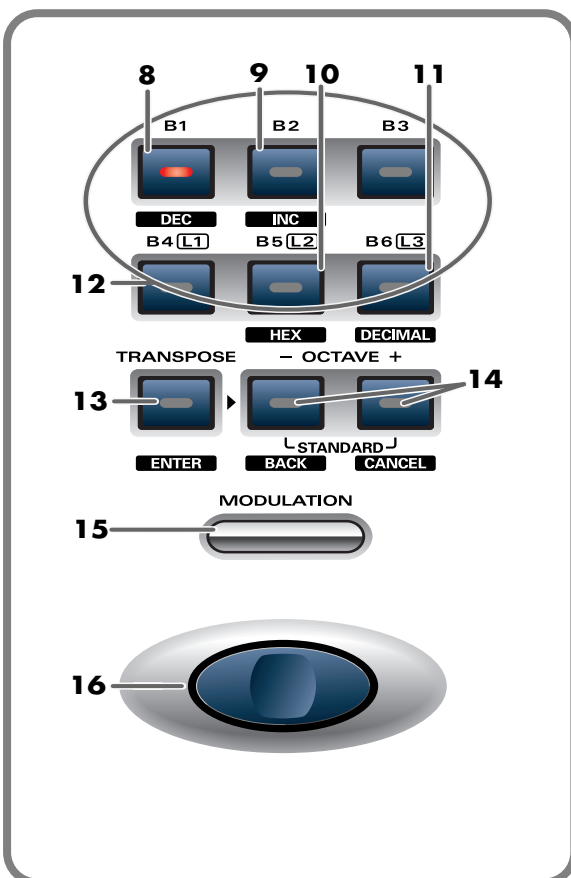 8 9 10 11
B1 B2 B3
DEC INC
B4 L1 B5 L2 B6 L3
12
HEX DECIMAL
TRANSPOSE − OCTAVE +
13 14
STANDARD
ENTER BACK CANCEL
MODULATION
15
16